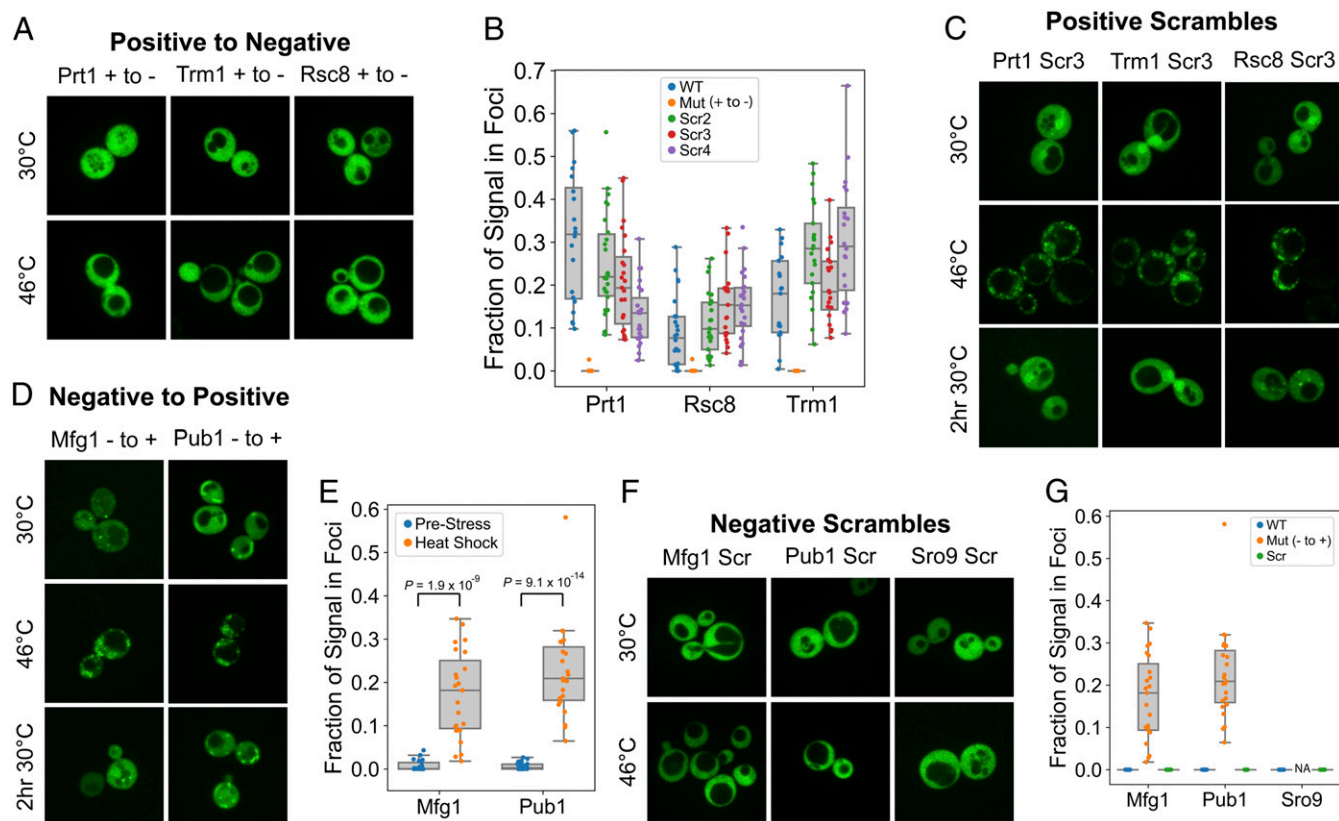 A
Positive to Negative
Prt1 + to - Trm1 + to - Rsc8 + to -
30°C
46°C
B
Fraction of Signal in Foci
0.7
0.6
0.5
0.4
0.3
0.2
0.1
0.0
WT
Mut (+ to -)
Scr2
Scr3
Scr4
Prt1 Rsc8 Trm1
C
Positive Scrambles
Prt1 Scr3 Trm1 Scr3 Rsc8 Scr3
30°C
46°C
2hr 30°C
D
Negative to Positive
Mfg1 - to + Pub1 - to +
30°C
46°C
2hr 30°C
E
Fraction of Signal in Foci
0.6
0.5
0.4
0.3
0.2
0.1
0.0
Pre-Stress
Heat Shock
P = 1.9 x 10⁻⁹ P = 9.1 x 10⁻¹⁴
Mfg1 Pub1
F
Negative Scrambles
Mfg1 Scr Pub1 Scr Sro9 Scr
30°C
46°C
G
Fraction of Signal in Foci
0.6
0.5
0.4
0.3
0.2
0.1
0.0
WT
Mut (- to +)
Scr
NA
Mfg1 Pub1 Sro9